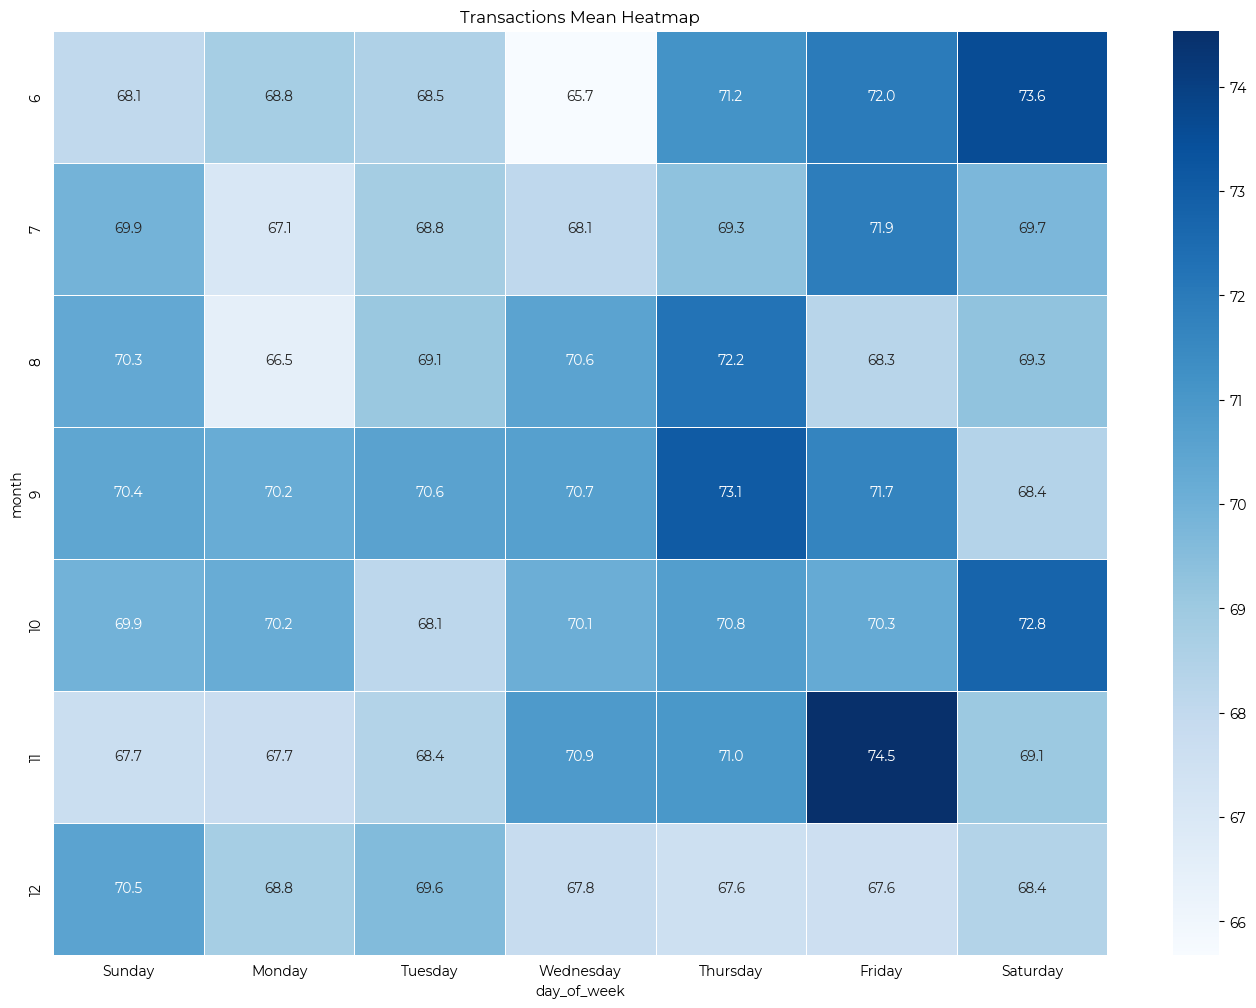 Transactions Mean Heatmap
6 68.1 68.8 68.5 65.7 71.2 72.0 73.6
7 69.9 67.1 68.8 68.1 69.3 71.9 69.7
8 70.3 66.5 69.1 70.6 72.2 68.3 69.3
9 70.4 70.2 70.6 70.7 73.1 71.7 68.4
10 69.9 70.2 68.1 70.1 70.8 70.3 72.8
11 67.7 67.7 68.4 70.9 71.0 74.5 69.1
12 70.5 68.8 69.6 67.8 67.6 67.6 68.4
month
Sunday Monday Tuesday Wednesday Thursday Friday Saturday
day_of_week
74
73
72
71
70
69
68
67
66